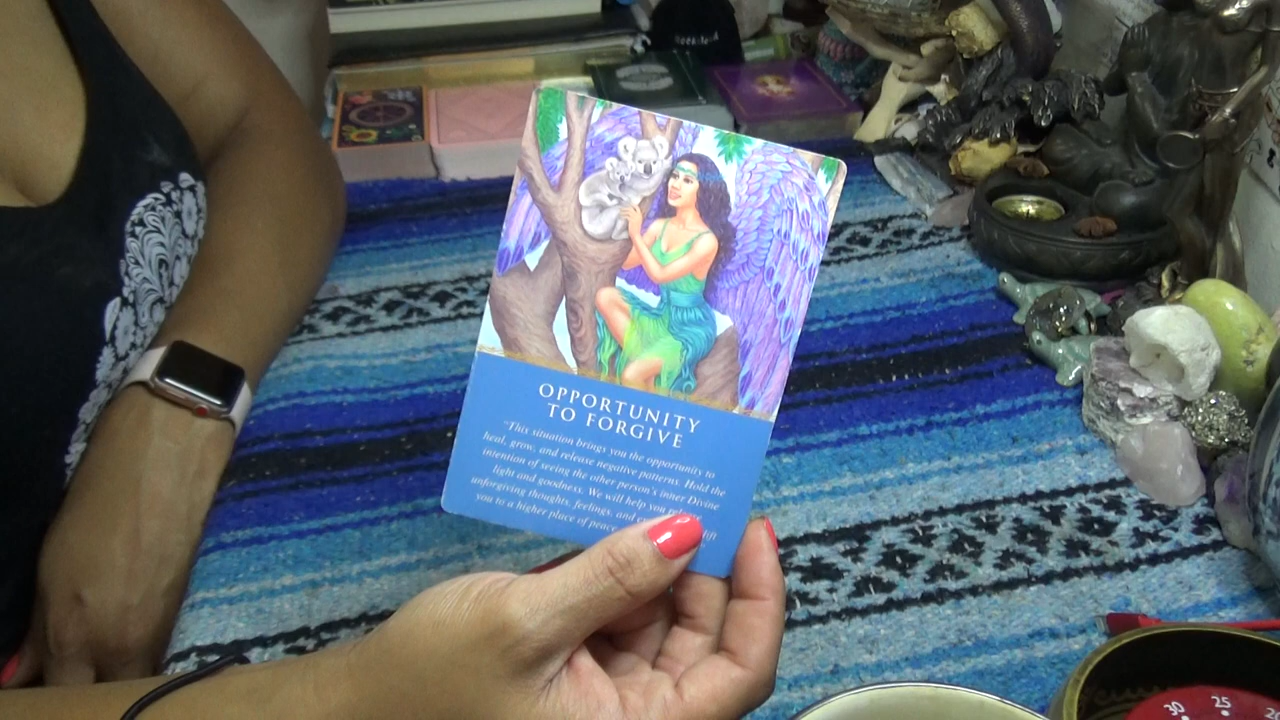 OPPORTUNITY
TO FORGIVE
"This situation brings you the opportunity to
heal, grow, and release negative patterns. Hold the
intention of seeing the other person's inner Divine
light and goodness. We will help you
unforgiving thoughts, feelings, and
you to a higher place of peace
30 25